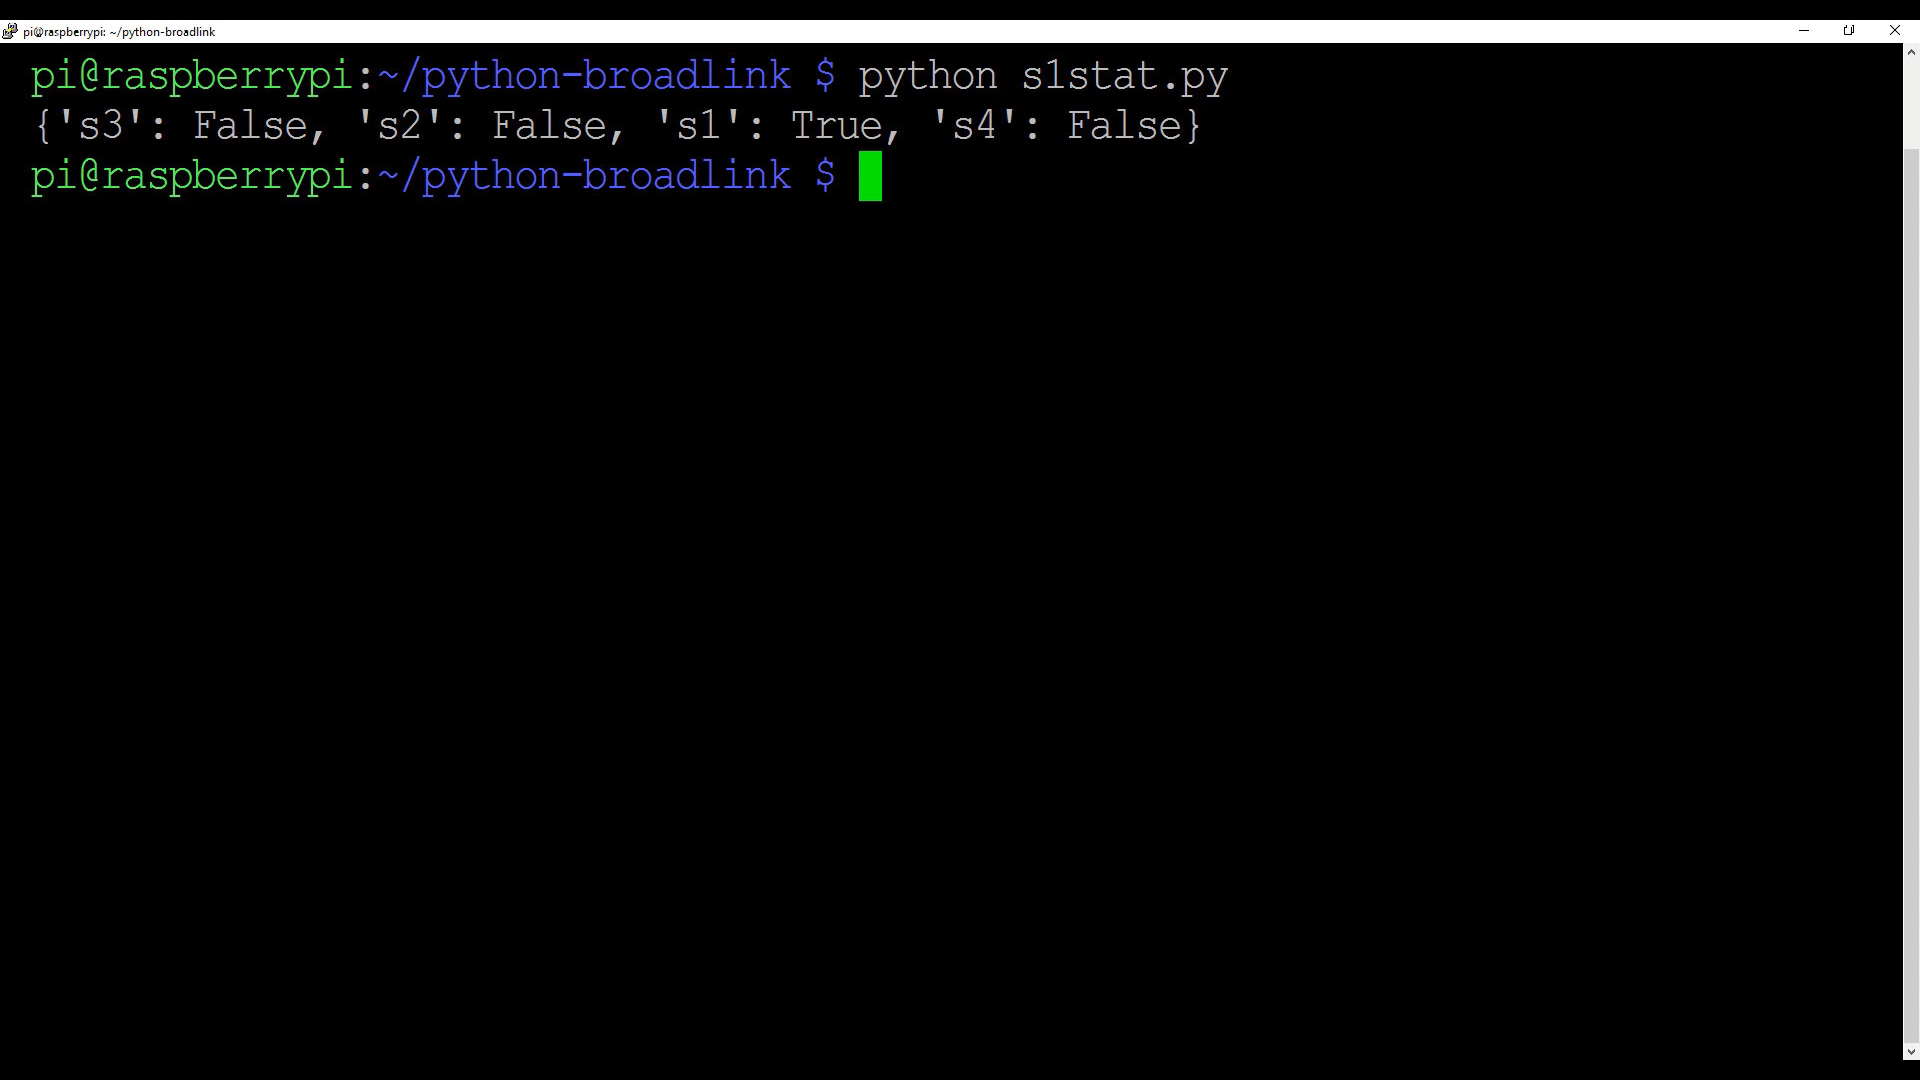 pi@raspberrypi: ~/python-broadlink
pi@raspberrypi:~/python-broadlink $ python s1stat.py
{'s3': False, 's2': False, 's1': True, 's4': False}
pi@raspberrypi:~/python-broadlink $